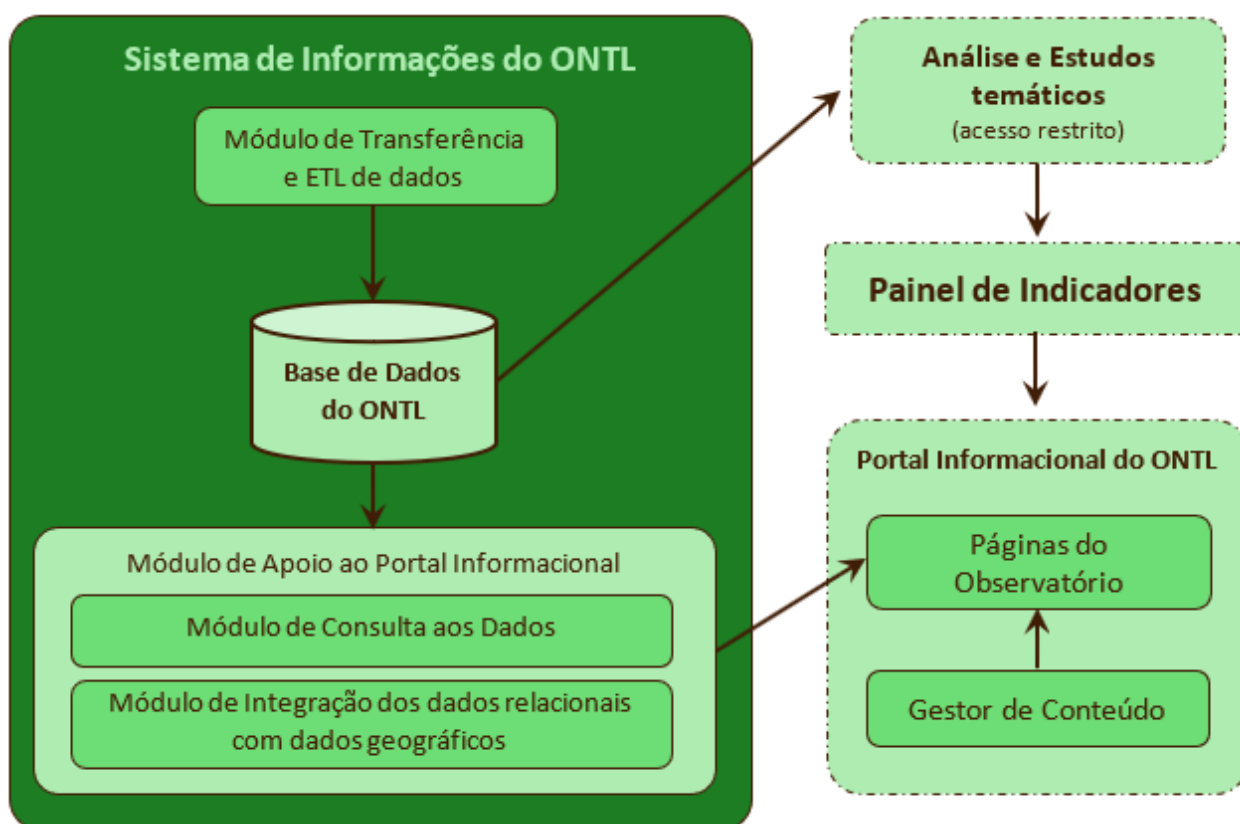 Sistema de Informações do ONTL
Módulo de Transferência
e ETL de dados
Base de Dados
do ONTL
Módulo de Apoio ao Portal Informacional
Módulo de Consulta aos Dados
Módulo de Integração dos dados relacionais
com dados geográficos
Análise e Estudos
temáticos
(acesso restrito)
Painel de Indicadores
Portal Informacional do ONTL
Páginas do
Observatório
Gestor de Conteúdo